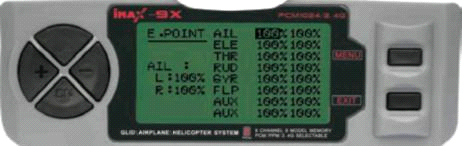 imax-9X
PCM1024/2.4G
E.POINT AIL 100% 100%
ELE 100% 100%
THR 100% 100%
AIL : RUD 100% 100%
L:100% GYR 100% 100%
R:100% FLP 100% 100%
AUX 100% 100%
AUX 100% 100%
MENU
EXIT
GLID:AIRPLANE:HELICOPTER SYSTEM
8 CHANNEL 8 MODEL MEMORY
PCM PPM 2.4G SELECTABLE